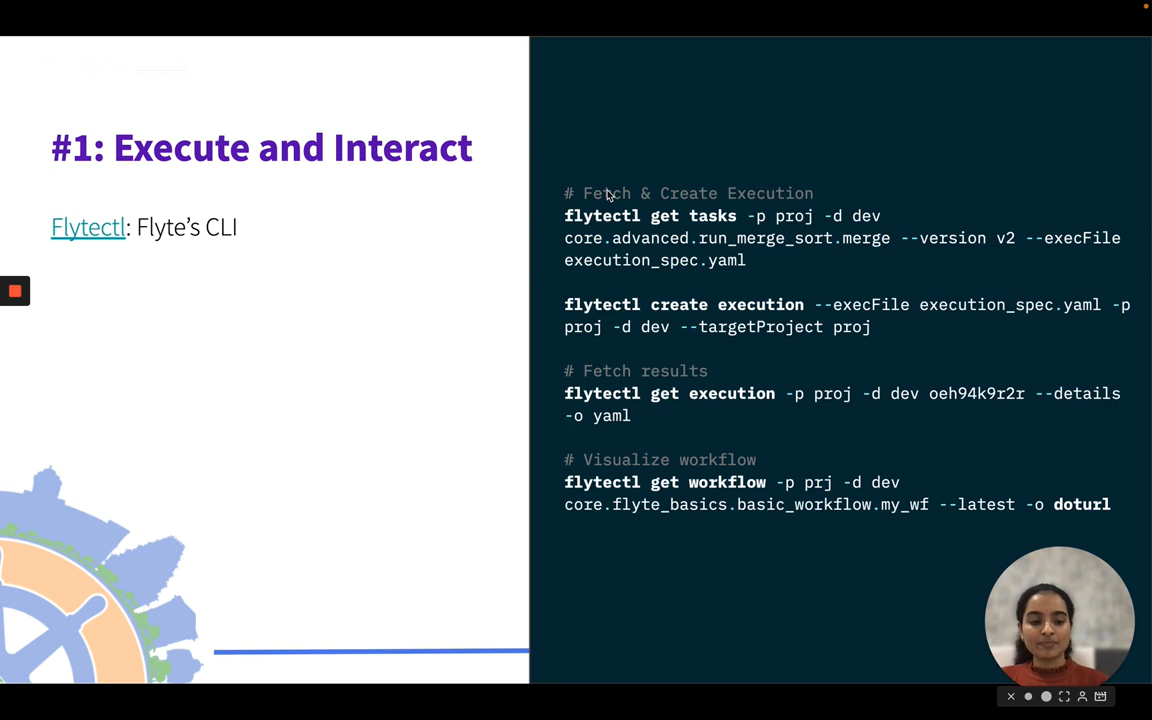 #1: Execute and Interact
Flytectl: Flyte’s CLI
# Fetch & Create Execution
flytectl get tasks -p proj -d dev
core.advanced.run_merge_sort.merge --version v2 --execFile
execution_spec.yaml
flytectl create execution --execFile execution_spec.yaml -p
proj -d dev --targetProject proj
# Fetch results
flytectl get execution -p proj -d dev oeh94k9r2r --details
-o yaml
# Visualize workflow
flytectl get workflow -p prj -d dev
core.flyte_basics.basic_workflow.my_wf --latest -o doturl